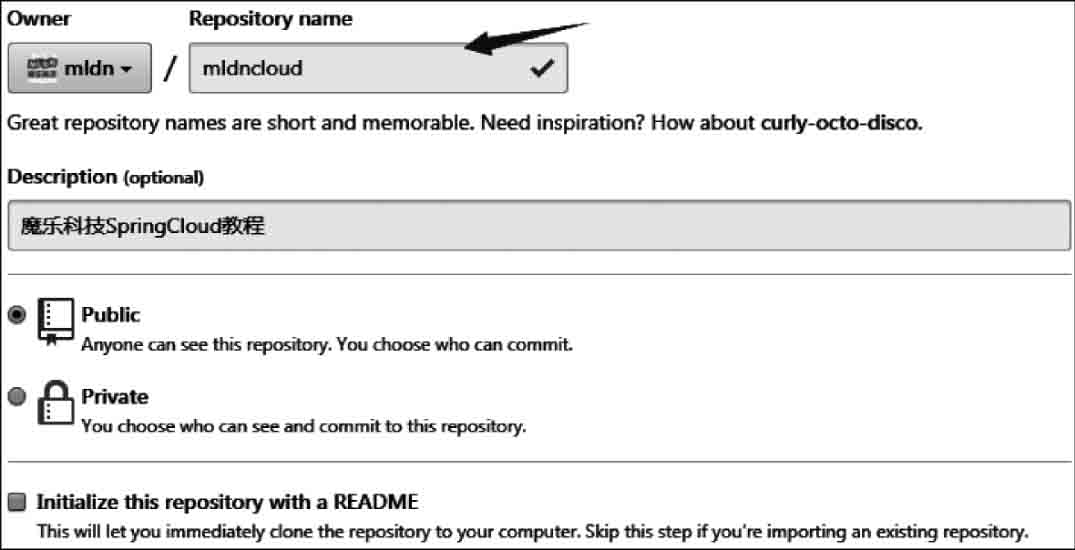 Owner Repository name
mldn / mldncloud
Great repository names are short and memorable. Need inspiration? How about curly-octo-disco.
Description (optional)
魔乐科技SpringCloud教程
Public
Anyone can see this repository. You choose who can commit.
Private
You choose who can see and commit to this repository.
Initialize this repository with a README
This will let you immediately clone the repository to your computer. Skip this step if you're importing an existing repository.